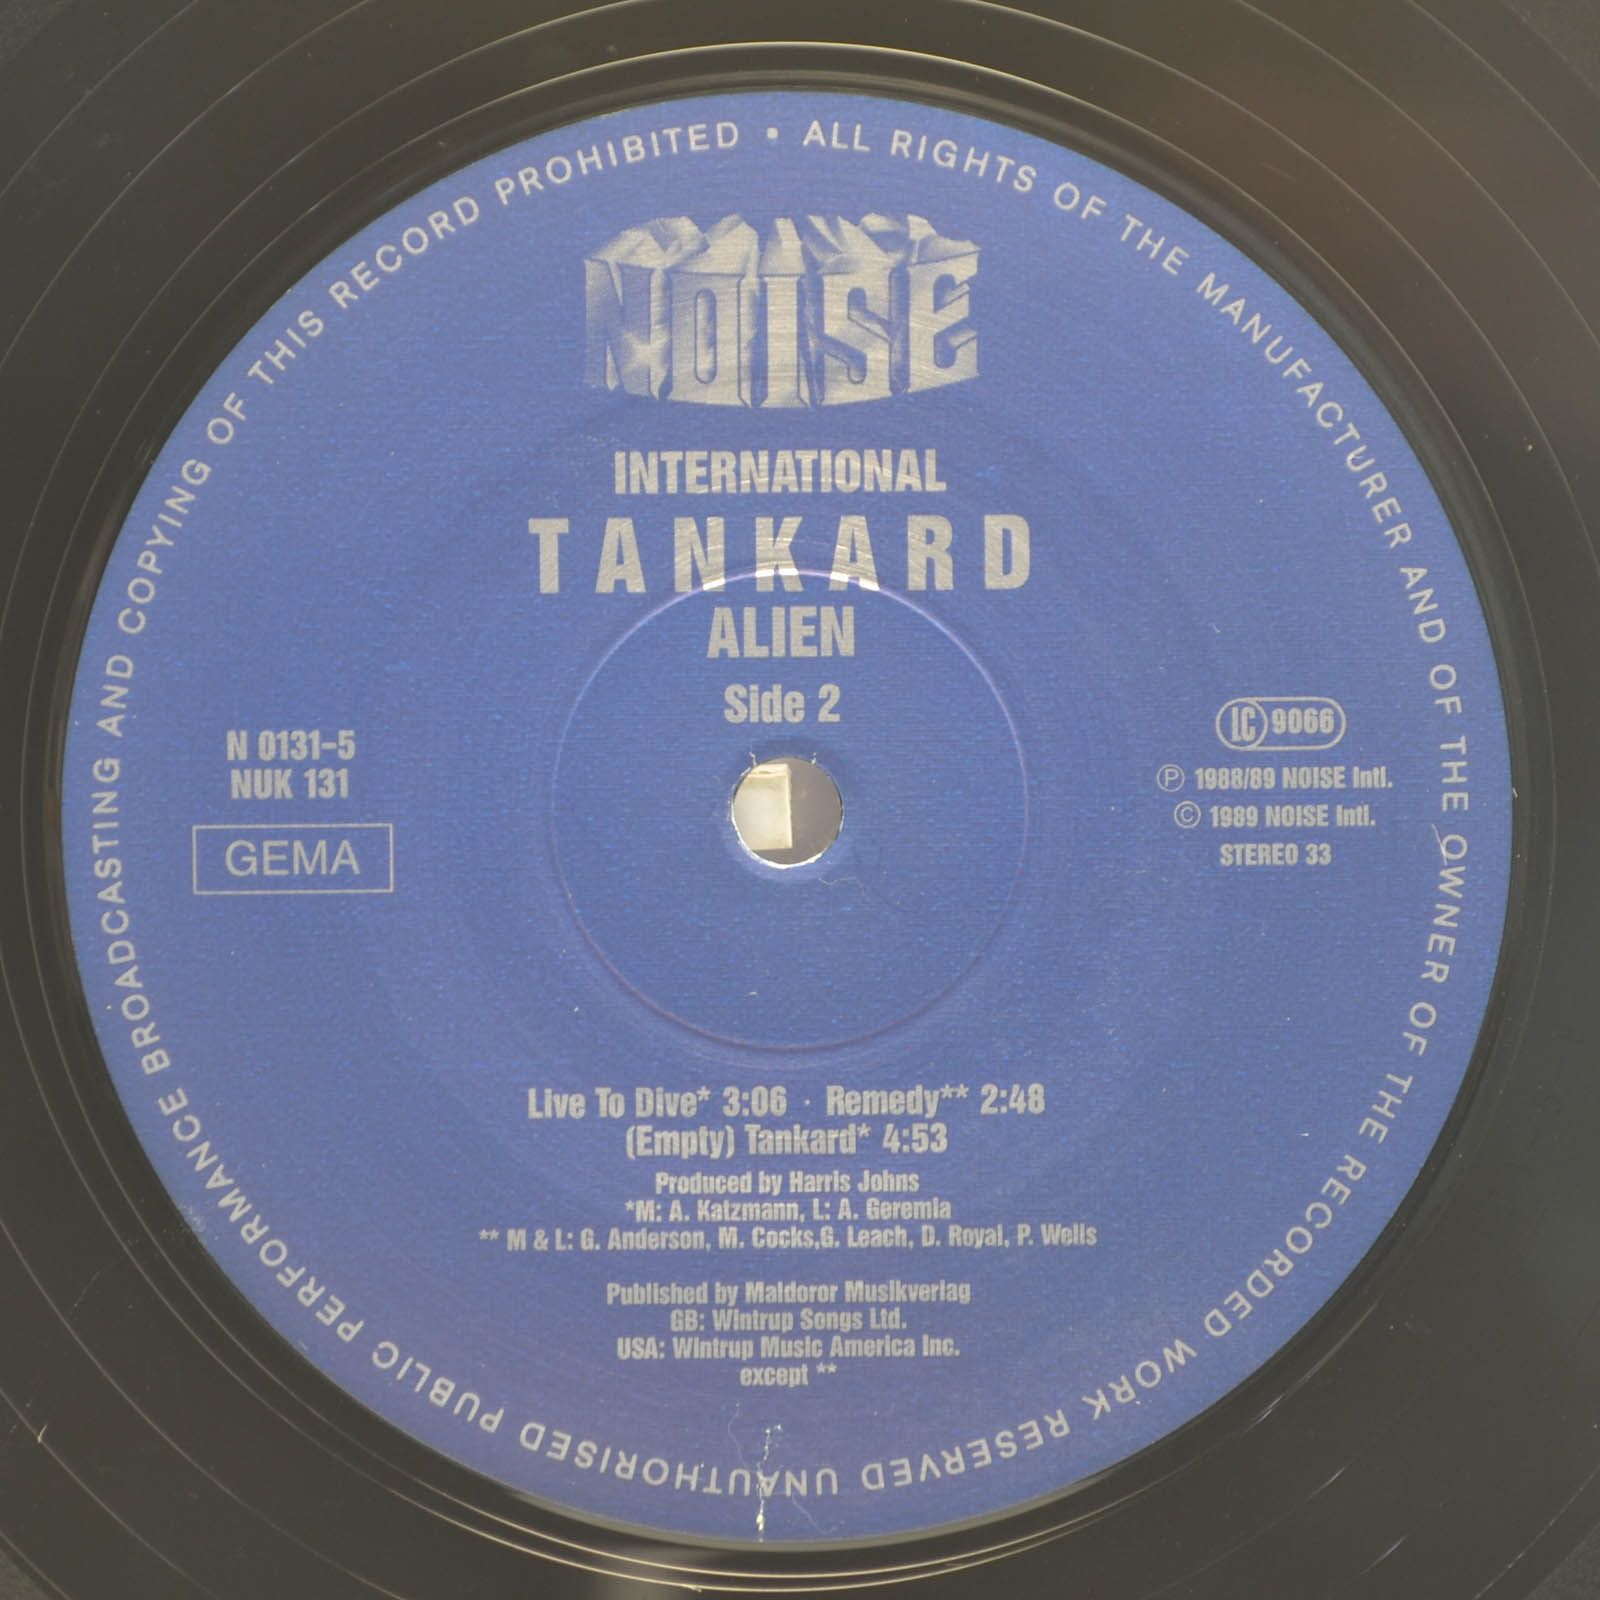 ALL RIGHTS OF THE MANUFACTURER AND OF THE OWNER OF THE RECORDED WORK RESERVED UNAUTHORISED PUBLIC PERFORMANCE BROADCASTING AND COPYING OF THIS RECORD PROHIBITED •
NOISE
INTERNATIONAL
TANKARD
ALIEN
Side 2
N 0131-5
NUK 131
GEMA
LC 9066
Ⓟ 1988/89 NOISE Intl.
© 1989 NOISE Intl.
STEREO 33
Live To Dive* 3:06 · Remedy** 2:48
(Empty) Tankard* 4:53
Produced by Harris Johns
*M: A. Katzmann, L: A. Geremia
** M & L: G. Anderson, M. Cocks,G. Leach, D. Royal, P. Wells
Published by Maldoror Musikverlag
GB: Wintrup Songs Ltd.
USA: Wintrup Music America Inc.
except **